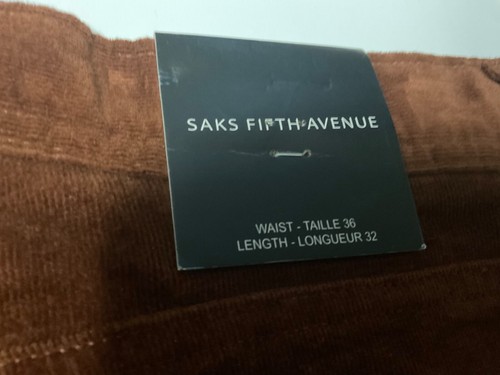 SAKS FIFTH AVENUE
WAIST - TAILLE 36
LENGTH - LONGUEUR 32